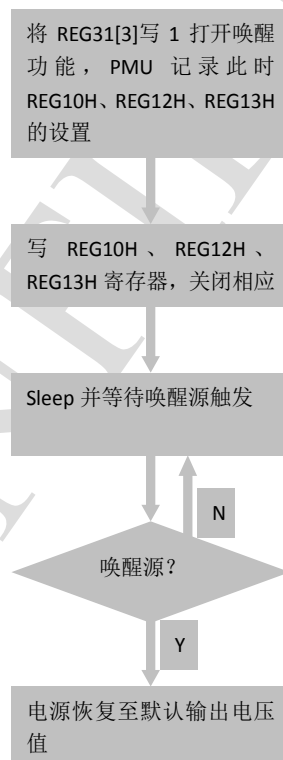 将 REG31[3]写 1 打开唤醒
功能，PMU 记录此时
REG10H、REG12H、REG13H
的设置
写 REG10H、REG12H、
REG13H 寄存器，关闭相应
Sleep 并等待唤醒源触发
N
唤醒源？
Y
电源恢复至默认输出电压
值